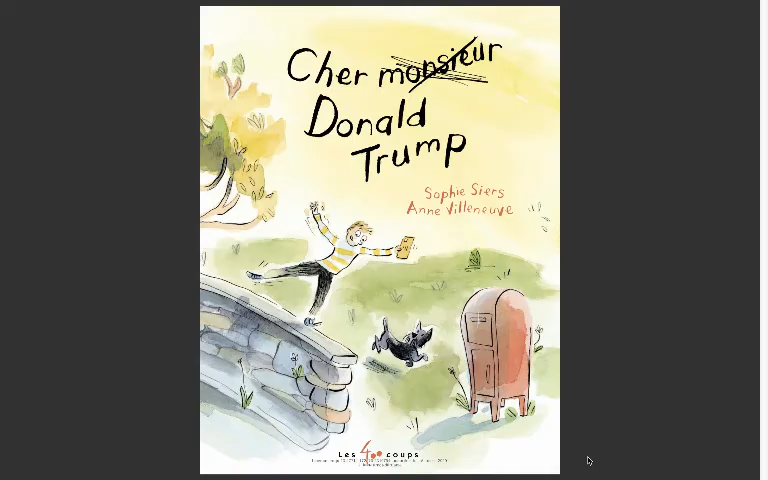 Cher monsieur
Donald
Trump
Sophie Siers
Anne Villeneuve
Les 400 coups